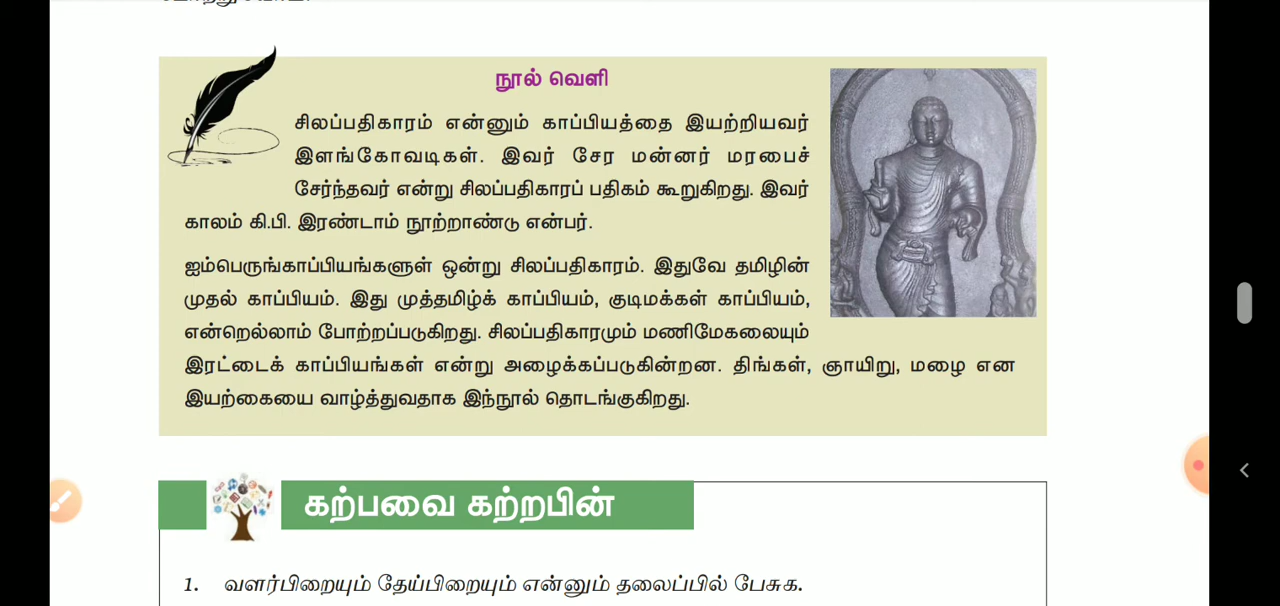 நூல் வெளி
சிலப்பதிகாரம் என்னும் காப்பியத்தை இயற்றியவர்
இளங்கோவடிகள். இவர் சேர மன்னர் மரபைச்
சேர்ந்தவர் என்று சிலப்பதிகாரப் பதிகம் கூறுகிறது. இவர்
காலம் கி.பி. இரண்டாம் நூற்றாண்டு என்பர்.
ஐம்பெருங்காப்பியங்களுள் ஒன்று சிலப்பதிகாரம். இதுவே தமிழின்
முதல் காப்பியம். இது முத்தமிழ்க் காப்பியம், குடிமக்கள் காப்பியம்,
என்றெல்லாம் போற்றப்படுகிறது. சிலப்பதிகாரமும் மணிமேகலையும்
இரட்டைக் காப்பியங்கள் என்று அழைக்கப்படுகின்றன. திங்கள், ஞாயிறு, மழை என
இயற்கையை வாழ்த்துவதாக இந்நூல் தொடங்குகிறது.
கற்பவை கற்றபின்
1. வளர்பிறையும் தேய்பிறையும் என்னும் தலைப்பில் பேசுக.